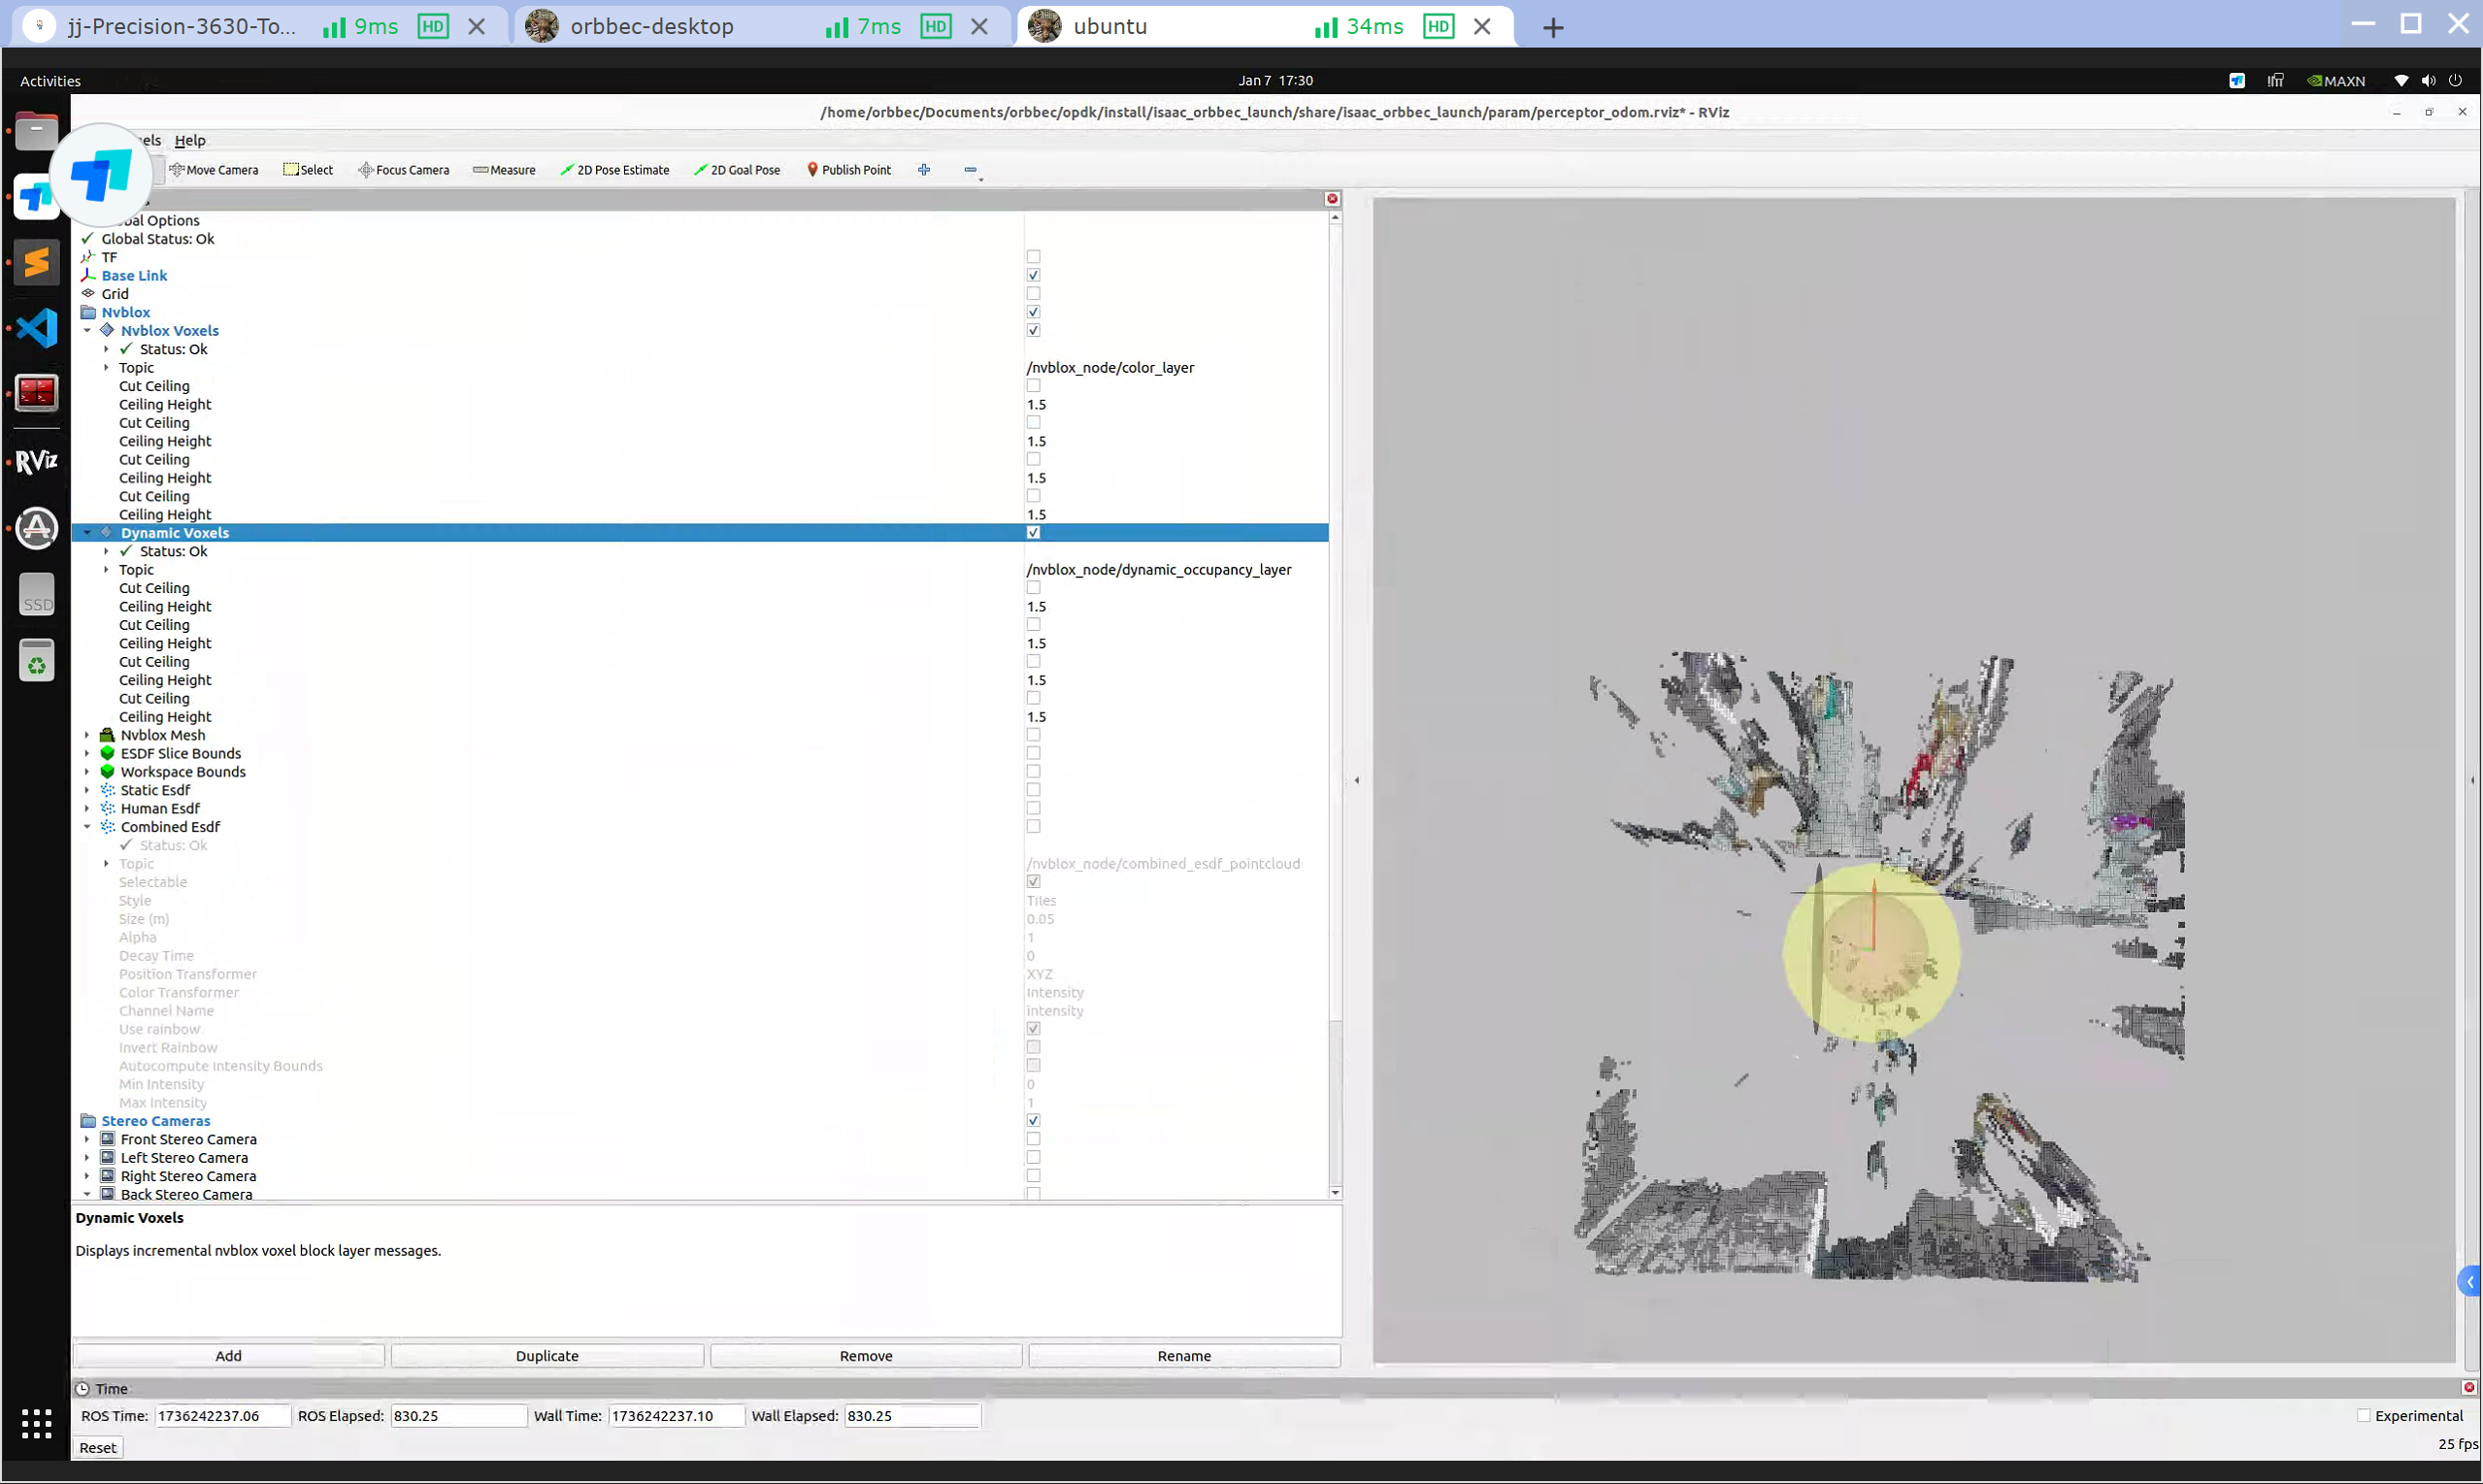 jj-Precision-3630-To... 9ms HD
orbbec-desktop 7ms HD
ubuntu 34ms HD
Activities
Jan 7 17:30
MAXN
/home/orbbec/Documents/orbbec/opdk/install/isaac_orbbec_launch/share/isaac_orbbec_launch/param/perceptor_odom.rviz* - RViz
Help
Move Camera Select Focus Camera Measure 2D Pose Estimate 2D Goal Pose Publish Point
Options
Global Status: Ok
TF
Base Link
Grid
Nvblox
Nvblox Voxels
Status: Ok
Topic /nvblox_node/color_layer
Cut Ceiling
Ceiling Height 1.5
Cut Ceiling
Ceiling Height 1.5
Cut Ceiling
Ceiling Height 1.5
Cut Ceiling
Ceiling Height 1.5
Dynamic Voxels
Status: Ok
Topic /nvblox_node/dynamic_occupancy_layer
Cut Ceiling
Ceiling Height 1.5
Cut Ceiling
Ceiling Height 1.5
Cut Ceiling
Ceiling Height 1.5
Cut Ceiling
Ceiling Height 1.5
Nvblox Mesh
ESDF Slice Bounds
Workspace Bounds
Static Esdf
Human Esdf
Combined Esdf
Status: Ok
Topic /nvblox_node/combined_esdf_pointcloud
Selectable
Style Tiles
Size (m) 0.05
Alpha 1
Decay Time 0
Position Transformer XYZ
Color Transformer Intensity
Channel Name intensity
Use rainbow
Invert Rainbow
Autocompute Intensity Bounds
Min Intensity 0
Max Intensity 1
Stereo Cameras
Front Stereo Camera
Left Stereo Camera
Right Stereo Camera
Back Stereo Camera
Dynamic Voxels
Displays incremental nvblox voxel block layer messages.
Add Duplicate Remove Rename
Time
ROS Time: 1736242237.06 ROS Elapsed: 830.25 Wall Time: 1736242237.10 Wall Elapsed: 830.25 Experimental
Reset 25 fps
RViz
SSD